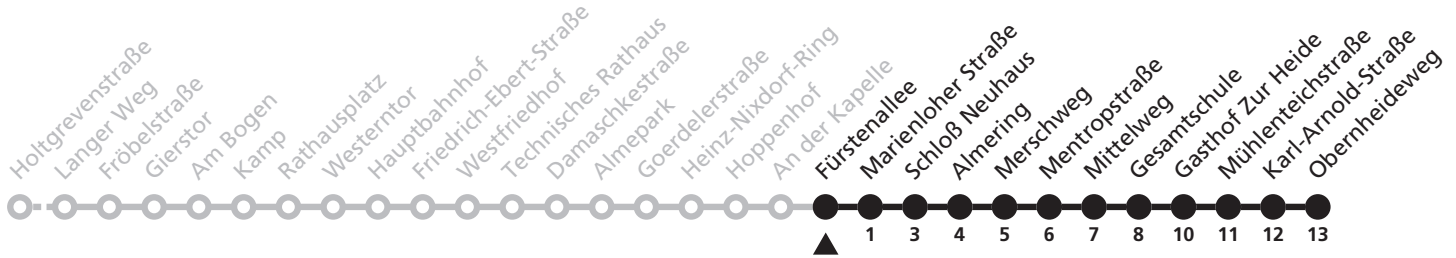 Holtgrevenstraße
Langer Weg
Fröbelstraße
Gierstor
Am Bogen
Kamp
Rathausplatz
Westerntor
Hauptbahnhof
Friedrich-Ebert-Straße
Westfriedhof
Technisches Rathaus
Damaschkestraße
Almepark
Goerdelerstraße
Heinz-Nixdorf-Ring
Hoppenhof
An der Kapelle
Fürstenallee
Marienloher Straße
Schloß Neuhaus
Almering
Merschweg
Mentropstraße
Mittelweg
Gesamtschule
Gasthof Zur Heide
Mühlenteichstraße
Karl-Arnold-Straße
Obernheideweg
1 3 4 5 6 7 8 10 11 12 13